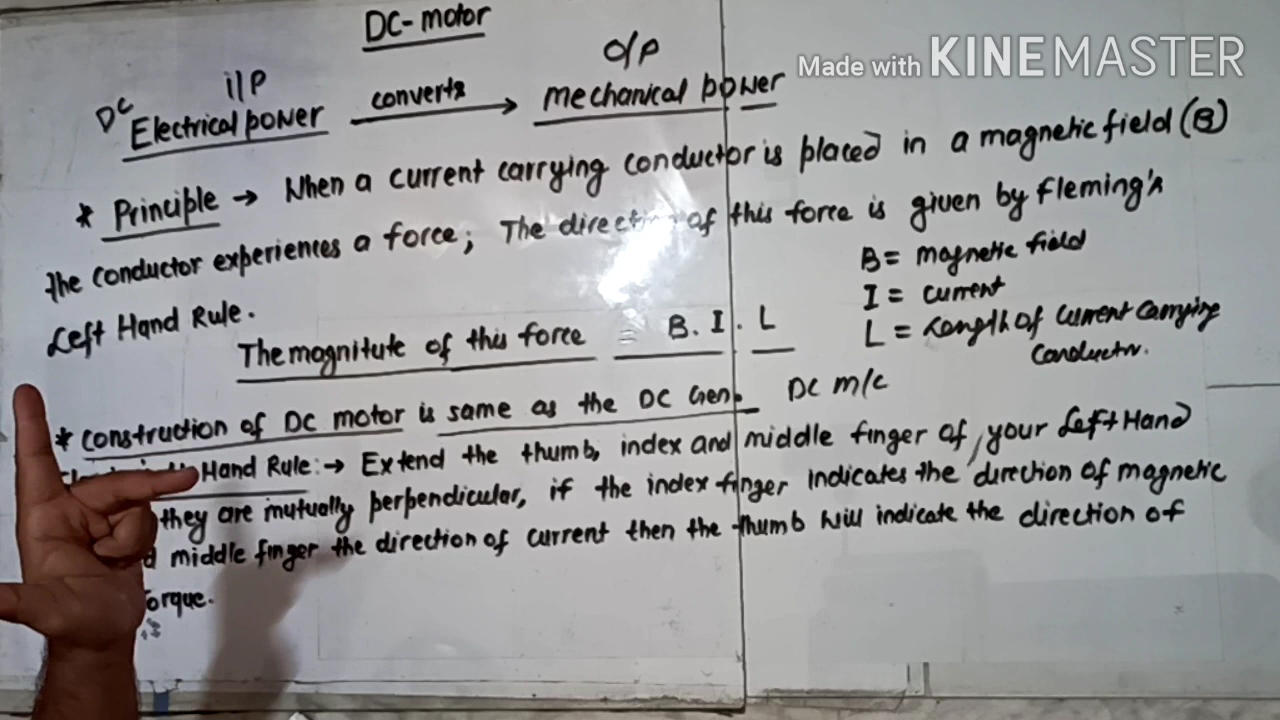 DC-motor
Made with KINEMASTER
i/P
o/p
DC Electrical power converts mechanical power
* Principle → When a current carrying conductor is placed in a magnetic field (B)
the conductor experiences a force; The direction of this force is given by Fleming's
Left Hand Rule.
B = magnetic field
I = current
L = Length of current carrying
conductor.
The magnitute of this force = B. I. L
* Construction of DC motor is same as the DC Gen. DC m/c
Hand Rule:→ Extend the thumb, index and middle finger of your Left Hand
they are mutually perpendicular, if the index finger indicates the direction of magnetic
middle finger the direction of current then the thumb will indicate the direction of
orque.